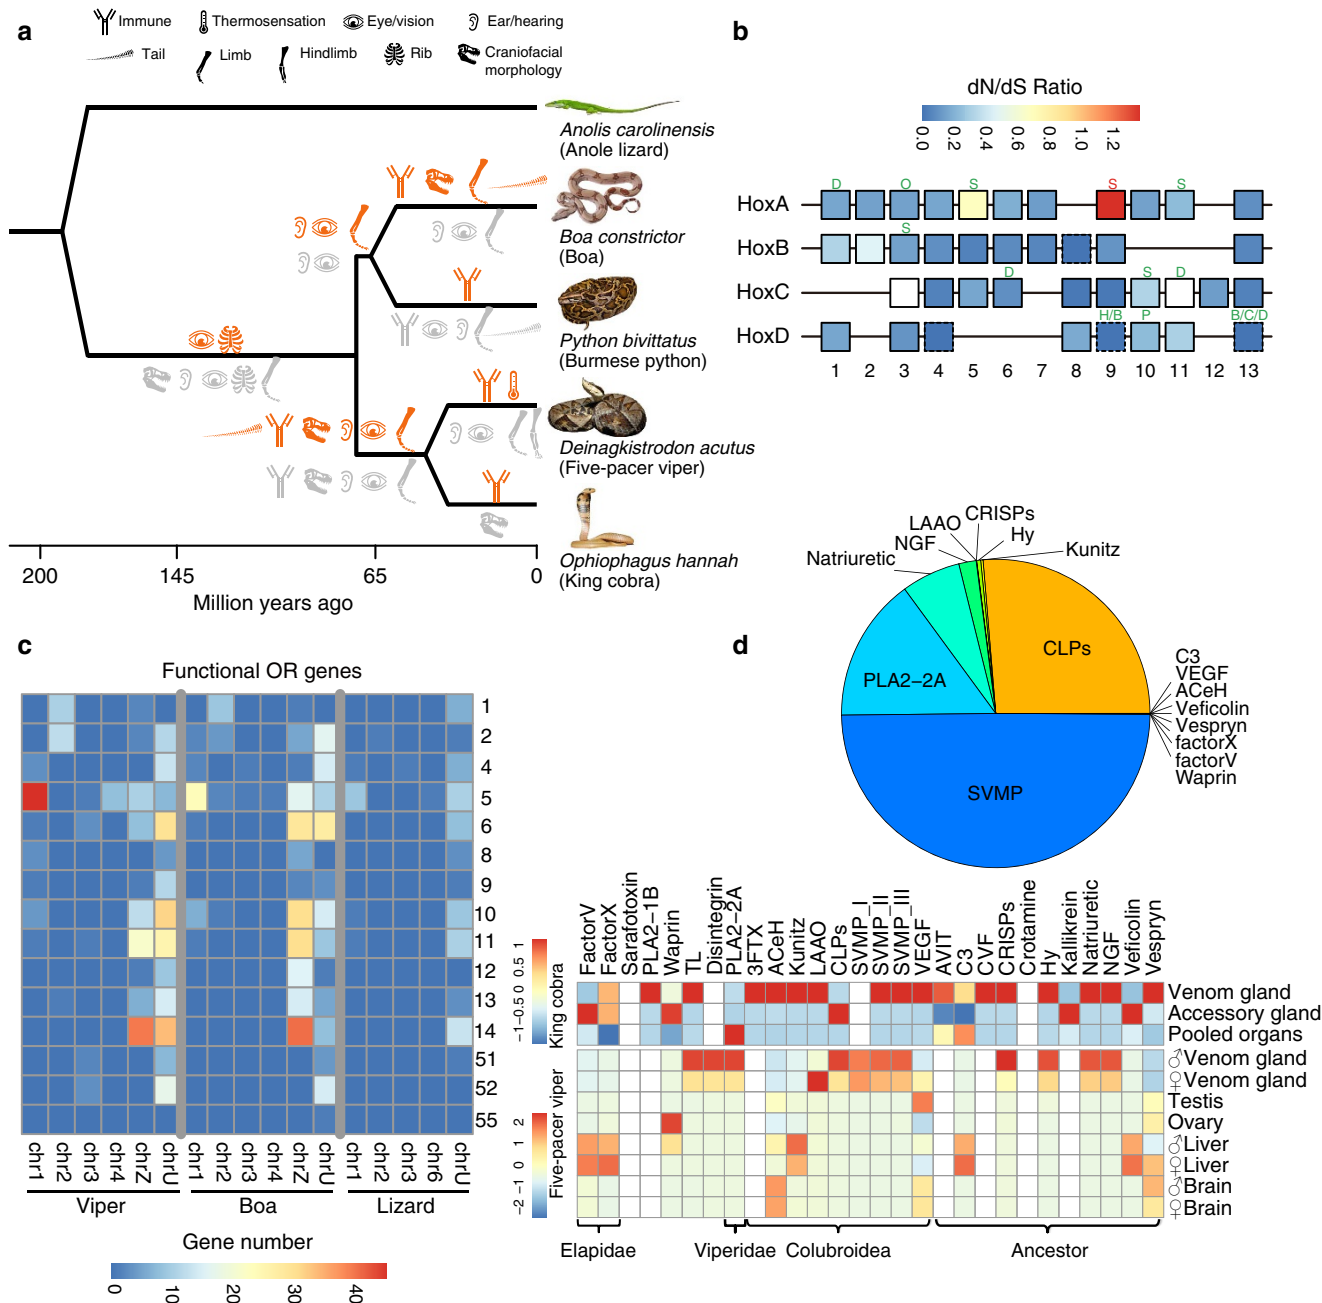 a
Immune
Thermosensation
Eye/vision
Ear/hearing
Tail
Limb
Hindlimb
Rib
Craniofacial
morphology
Anolis carolinensis
(Anole lizard)
Boa constrictor
(Boa)
Python bivittatus
(Burmese python)
Deinagkistrodon acutus
(Five-pacer viper)
Ophiophagus hannah
(King cobra)
200 145 65 0
Million years ago
b
dN/dS Ratio
0.0 0.2 0.4 0.6 0.8 1.0 1.2
D O S S S
HoxA
S
HoxB
D S D
HoxC
H/B P B/C/D
HoxD
1 2 3 4 5 6 7 8 9 10 11 12 13
c
Functional OR genes
1
2
4
5
6
8
9
10
11
12
13
14
51
52
55
chr1 chr2 chr3 chr4 chrZ chrU chr1 chr2 chr3 chr4 chrZ chrU chr1 chr2 chr3 chr6 chrU
Viper Boa Lizard
Gene number
0 10 20 30 40
d
CRISPs
LAAO
Hy
NGF
Kunitz
Natriuretic
CLPs
PLA2−2A
SVMP
C3
VEGF
ACeH
Veficolin
Vespryn
factorX
factorV
Waprin
FactorV FactorX Sarafotoxin PLA2−1B Waprin TL Disintegrin PLA2−2A 3FTX ACeH Kunitz LAAO CLPs SVMP_I SVMP_II SVMP_III VEGF AVIT C3 CVF CRISPs Crotamine Hy Kallikrein Natriuretic NGF Veficolin Vespryn
−1 −0.5 0 0.5 1
King cobra
Venom gland
Accessory gland
Pooled organs
−2 −1 0 1 2
Five−pacer viper
♂Venom gland
♀Venom gland
Testis
Ovary
♂Liver
♀Liver
♂Brain
♀Brain
Elapidae Viperidae Colubroidea Ancestor